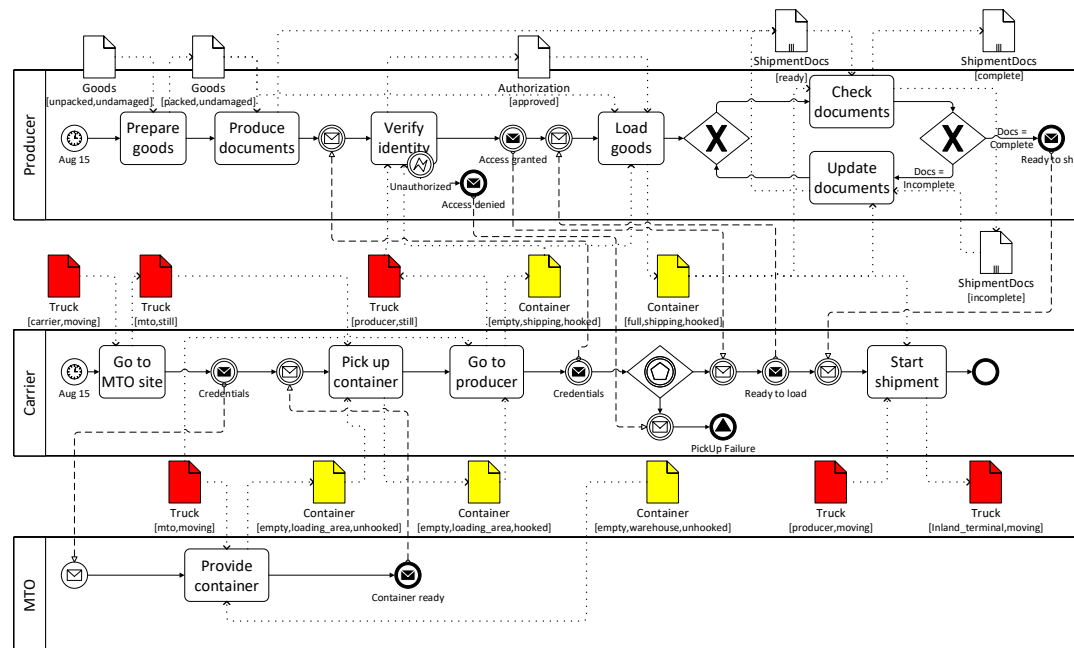 Goods
[unpacked,undamaged]
Goods
[packed,undamaged]
Authorization
[approved]
ShipmentDocs
[ready]
ShipmentDocs
[complete]
Producer
Aug 15
Prepare
goods
Produce
documents
Verify
identity
Unauthorized
Access granted
Access denied
Load
goods
X
Check
documents
Update
documents
X
Docs =
Complete
Docs =
Incomplete
Ready to sh
ShipmentDocs
[incomplete]
Truck
[carrier,moving]
Truck
[mto,still]
Truck
[producer,still]
Container
[empty,shipping,hooked]
Container
[full,shipping,hooked]
Carrier
Aug 15
Go to
MTO site
Credentials
Pick up
container
Go to
producer
Credentials
Ready to load
PickUp Failure
Start
shipment
Truck
[mto,moving]
Container
[empty,loading_area,unhooked]
Container
[empty,loading_area,hooked]
Container
[empty,warehouse,unhooked]
Truck
[producer,moving]
Truck
[Inland_terminal,moving]
MTO
Provide
container
Container ready